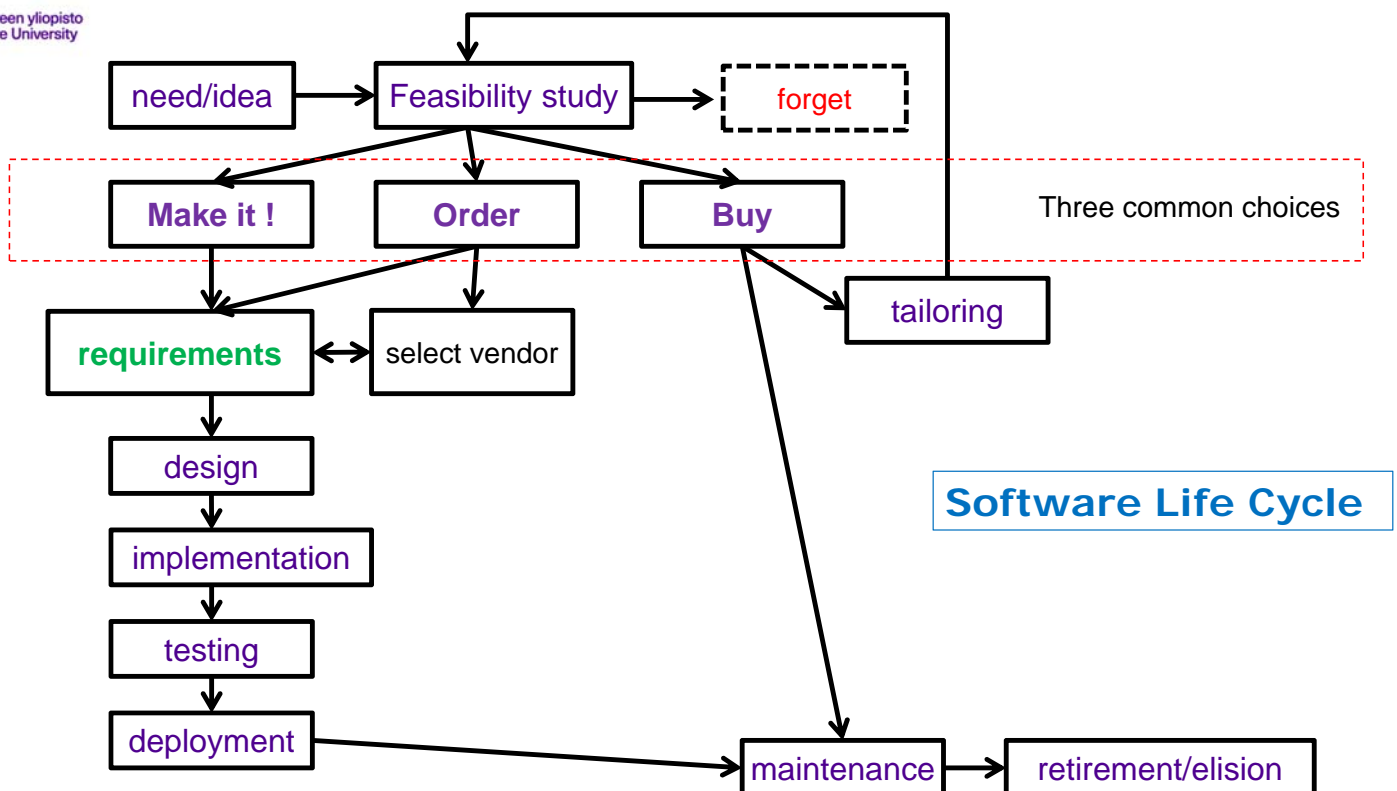 een yliopisto
e University
need/idea
Feasibility study
forget
Make it !
Order
Buy
Three common choices
tailoring
requirements
select vendor
design
Software Life Cycle
implementation
testing
deployment
maintenance
retirement/elision